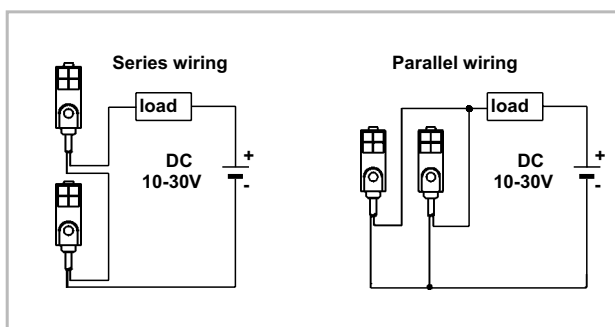 Series wiring
load
DC
10-30V
+
-
Parallel wiring
load
DC
10-30V
+
-